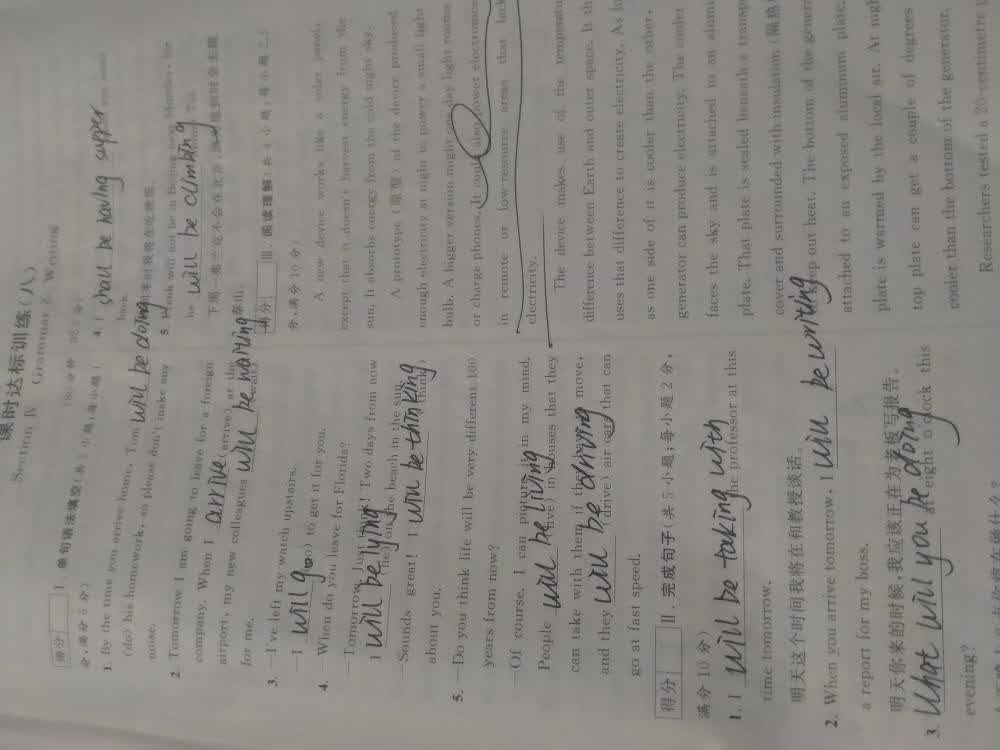 课时达标训练(八)
Section Ⅳ Grammar & Writing
得分
Ⅰ. 单句语法填空(共5小题;每小题1
分,满分5分)
1. By the time you arrive home, Tom will be doing
(do) his homework, so please don't make any
noise.
2. Tomorrow I am going to leave for a foreign
company. When I arrive (arrive) at the
airport, my new colleagues will be waiting (wait)
for me.
3. —I've left my watch upstairs.
—I will go (go) to get it for you.
4. —When do you leave for Florida?
—Tomorrow. Just think! Two days from now
I will be lying (lie) on the beach in the sun.
—Sounds great! I will be thinking (think)
about you.
5. —Do you think life will be very different 100
years from now?
—Of course. I can picture in my mind.
People will be living (live) in houses that they
can take with them if they move,
and they will be driving (drive) air cars that can
go at fast speed.
得分
Ⅱ. 完成句子(共5小题;每小题2分,
满分10分)
1. I will be taking with the professor at this
time tomorrow.
明天这个时间我将在和教授谈话。
2. When you arrive tomorrow, I will be writing
a report for my boss.
明天你来的时候,我应该正在为老板写报告。
3. What will you be doing at eight o'clock this
evening?
4. I shall be having supper
5. Hank will not be in Beijing next
he will be climbing
得分
Ⅲ. 阅读理解(共4小题;每小题2.5
分,满分10分)
A new device works like a solar panel,
except that it doesn't harvest energy from the
sun. It absorbs energy from the cold night sky.
A prototype (原型) of the device produced
enough electricity at night to power a small light
bulb. A bigger version might one day light rooms
or charge phones. It could also power electronics
in remote or low-resource areas that lack
electricity.
The device makes use of the temperature
difference between Earth and outer space. It th
uses that difference to create electricity. As lo
as one side of it is cooler than the other,
generator can produce electricity. The cooler
faces the sky and is attached to an alumi
plate. That plate is sealed beneath a transp
cover and surrounded with insulation
keep out heat. The bottom of the gener
attached to an exposed aluminum plate.
plate is warmed by the local air. At nigh
top plate can get a couple of degrees
cooler than the bottom of the generator.
Researchers tested a 20-centimetre